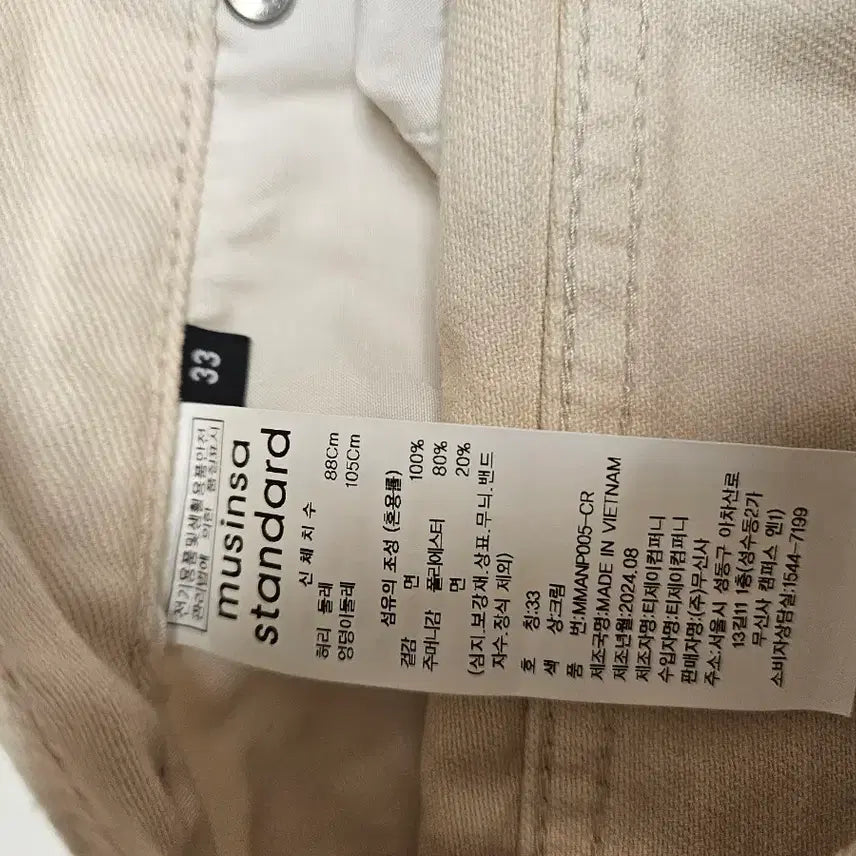 33
전기용품및생활용품안전
관리법에 의한 품질표시
musinsa
standard
신체치수
허리 둘레 88Cm
엉덩이둘레 105Cm
섬유의 조성 (혼용률)
겉감 면 100%
주머니감 폴리에스터 80%
면 20%
(심지.보강재.상표.무늬.밴드
자수.장식 제외)
호 칭:33
색 상:크림
품 번:MMANP005-CR
제조국명:MADE IN VIETNAM
제조년월:2024.08
제조자명:티제이컴퍼니
수입자명:티제이컴퍼니
판매자명:(주)무신사
주소:서울시 성동구 아차산로
13길11 1층(성수동2가
무신사 캠퍼스 엔1)
소비자상담실:1544-7199